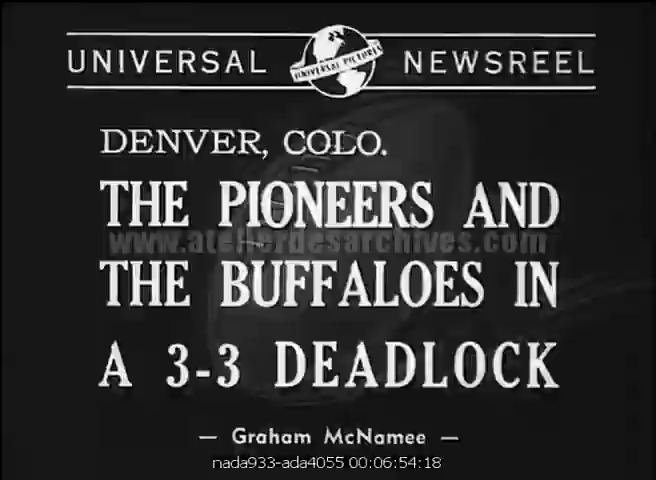 UNIVERSAL NEWSREEL
UNIVERSAL PICTURES
DENVER, COLO.
THE PIONEERS AND
www.atelierdesarchives.com
THE BUFFALOES IN
A 3-3 DEADLOCK
— Graham McNamee —
nada933-ada4055 00:06:54:18